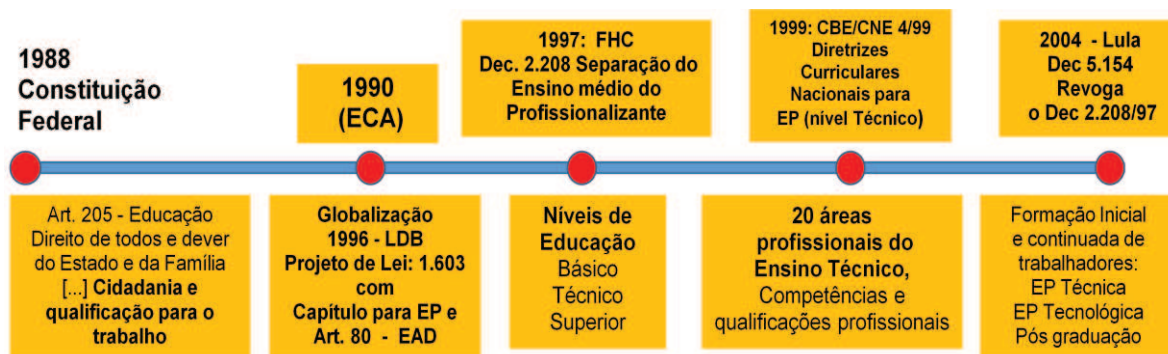 1988
Constituição
Federal
1990
(ECA)
1997: FHC
Dec. 2.208 Separação do
Ensino médio do
Profissionalizante
1999: CBE/CNE 4/99
Diretrizes
Curriculares
Nacionais para
EP (nível Técnico)
2004 - Lula
Dec 5.154
Revoga
o Dec 2.208/97
Art. 205 - Educação
Direito de todos e dever
do Estado e da Família
[...] Cidadania e
qualificação para o
trabalho
Globalização
1996 - LDB
Projeto de Lei: 1.603
com
Capítulo para EP e
Art. 80 - EAD
Níveis de
Educação
Básico
Técnico
Superior
20 áreas
profissionais do
Ensino Técnico,
Competências e
qualificações profissionais
Formação Inicial
e continuada de
trabalhadores:
EP Técnica
EP Tecnológica
Pós graduação